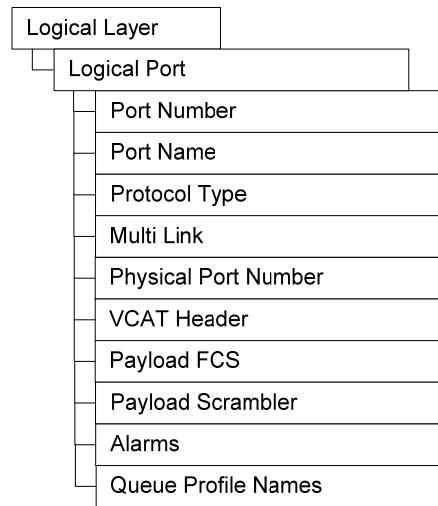 Logical Layer
Logical Port
Port Number
Port Name
Protocol Type
Multi Link
Physical Port Number
VCAT Header
Payload FCS
Payload Scrambler
Alarms
Queue Profile Names